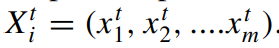 $X_i^t = (x_1^t, x_2^t, ....x_m^t)$